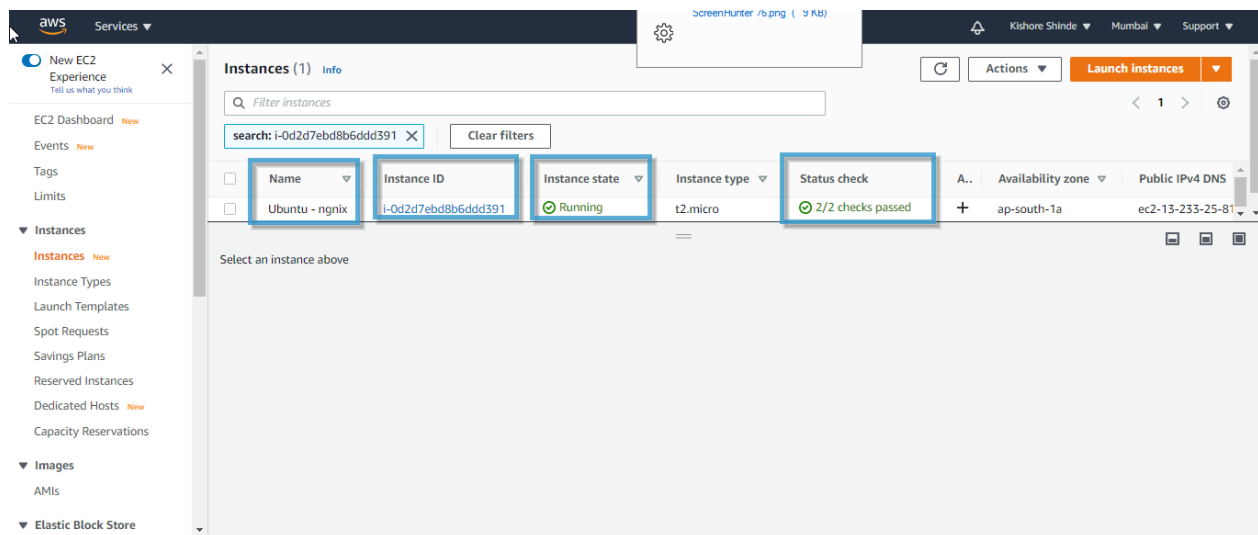 aws Services
ScreenHunter 76.png ( 9 KB)
Kishore Shinde Mumbai Support
New EC2
Experience
Tell us what you think
EC2 Dashboard New
Events New
Tags
Limits
Instances
Instances New
Instance Types
Launch Templates
Spot Requests
Savings Plans
Reserved Instances
Dedicated Hosts New
Capacity Reservations
Images
AMIs
Elastic Block Store
Instances (1) Info
Actions
Launch instances
Filter instances
1
search: i-0d2d7ebd8b6ddd391
Clear filters
Name Instance ID Instance state Instance type Status check A.. Availability zone Public IPv4 DNS
Ubuntu - ngnix i-0d2d7ebd8b6ddd391 Running t2.micro 2/2 checks passed + ap-south-1a ec2-13-233-25-81
Select an instance above